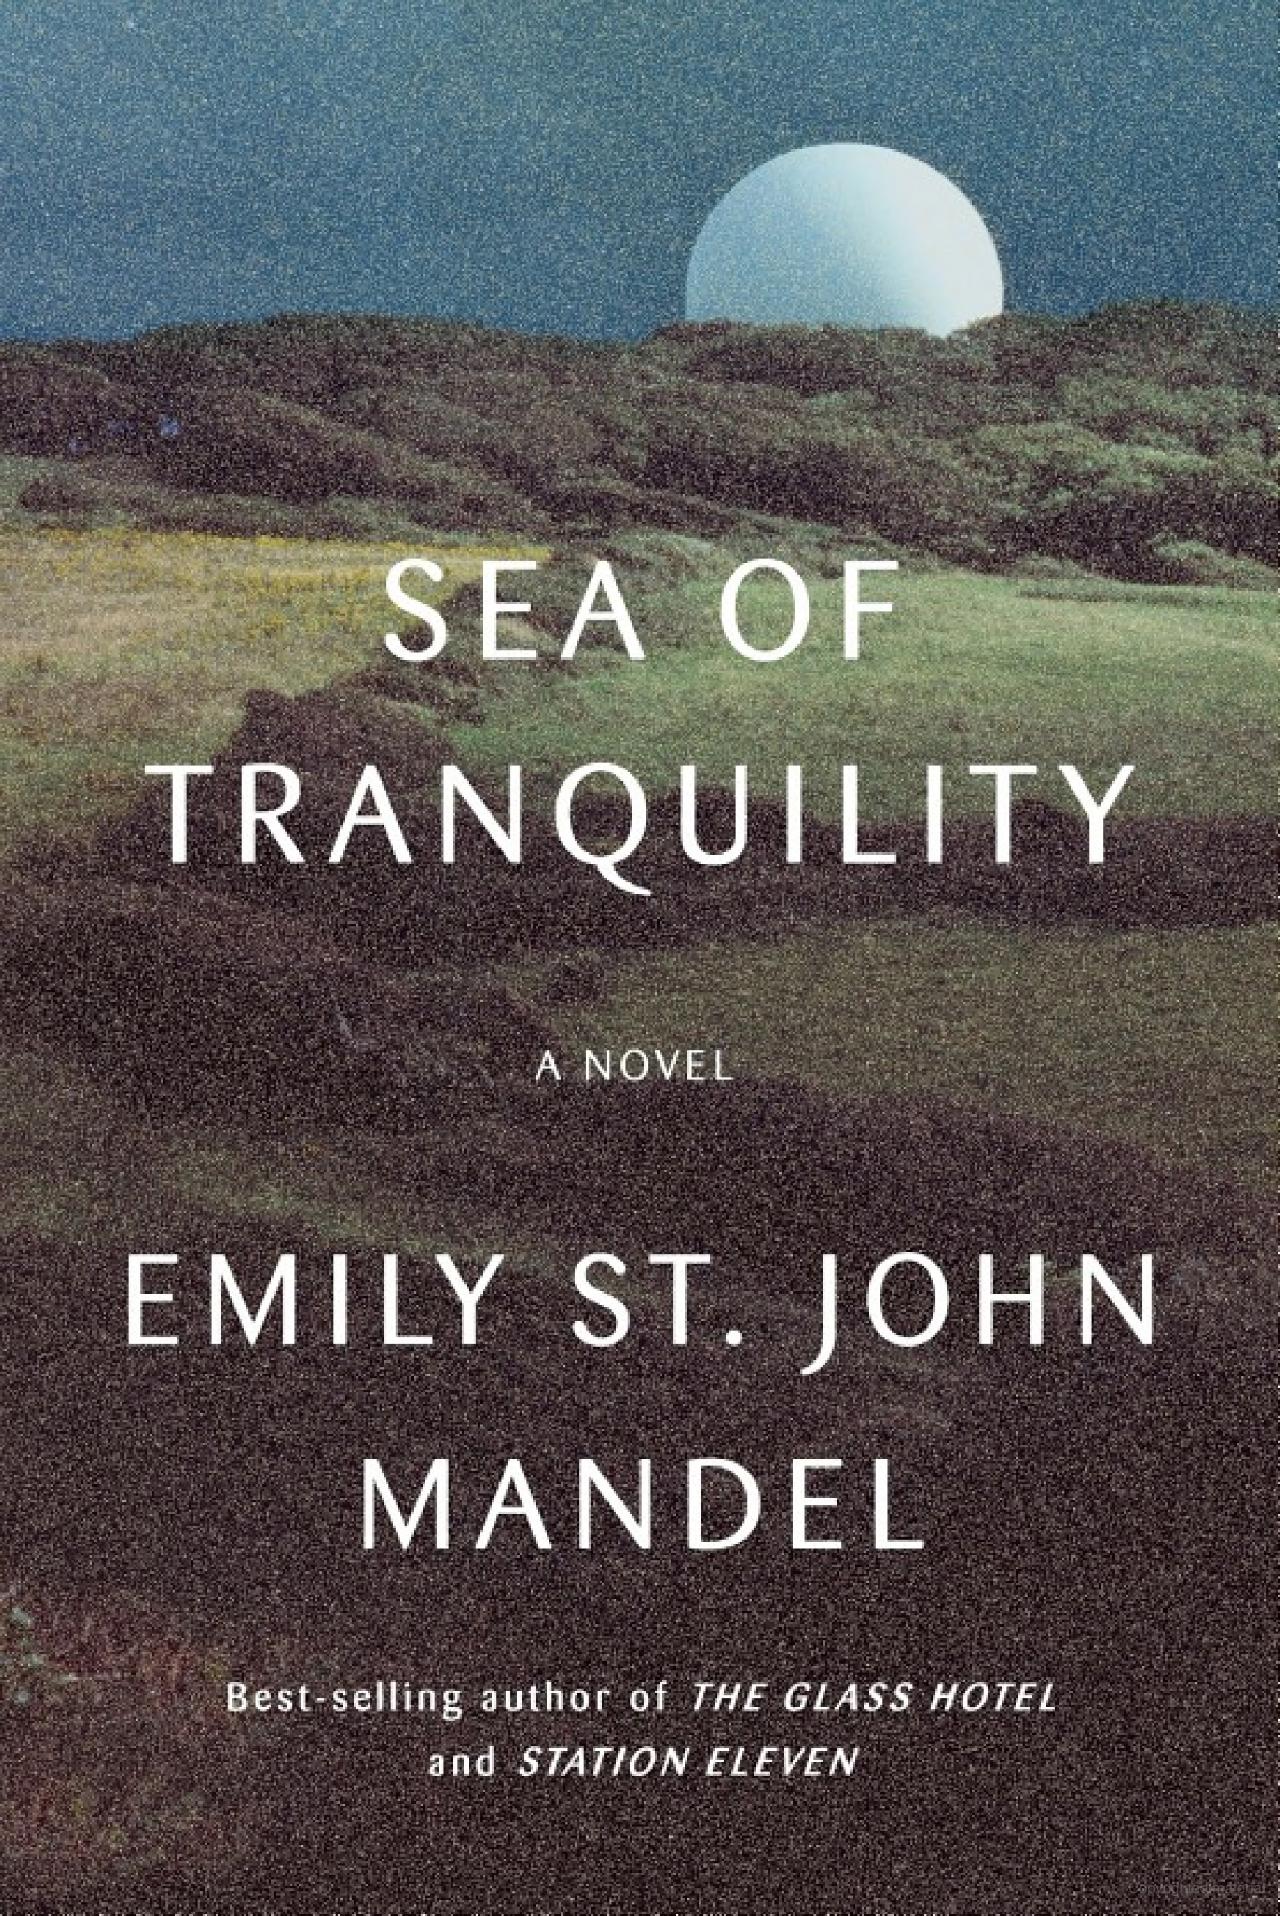 SEA OF
TRANQUILITY
A NOVEL
EMILY ST. JOHN
MANDEL
Best-selling author of THE GLASS HOTEL
and STATION ELEVEN